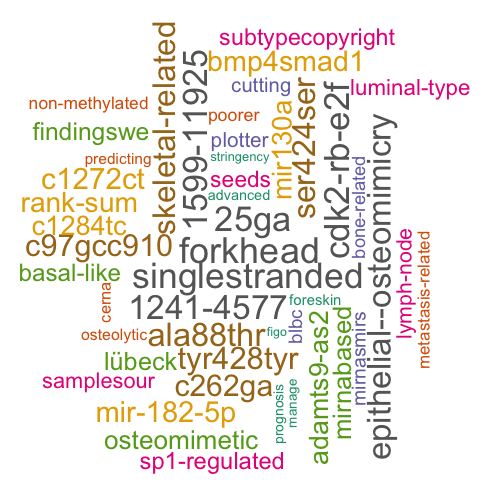 subtypecopyright
bmp4smad1
skeletal-related
1599-11925
cutting
luminal-type
non-methylated
poorer
mir130a
ser424ser
cdk2-rb-e2f
findingswe
plotter
predicting
stringency
bone-related
c1272ct
seeds
advanced
rank-sum
25ga
epithelial--osteomimicry
c1284tc
c97gcc910
forkhead
lymph-node
metastasis-related
basal-like
singlestranded
cerna
1241-4577
foreskin
mirnasmirs
osteolytic
ala88thr
figo
blbc
adamts9-as2
mirnabased
lübeck
tyr428tyr
samplesour
c262ga
prognosis
manage
mir-182-5p
osteomimetic
sp1-regulated